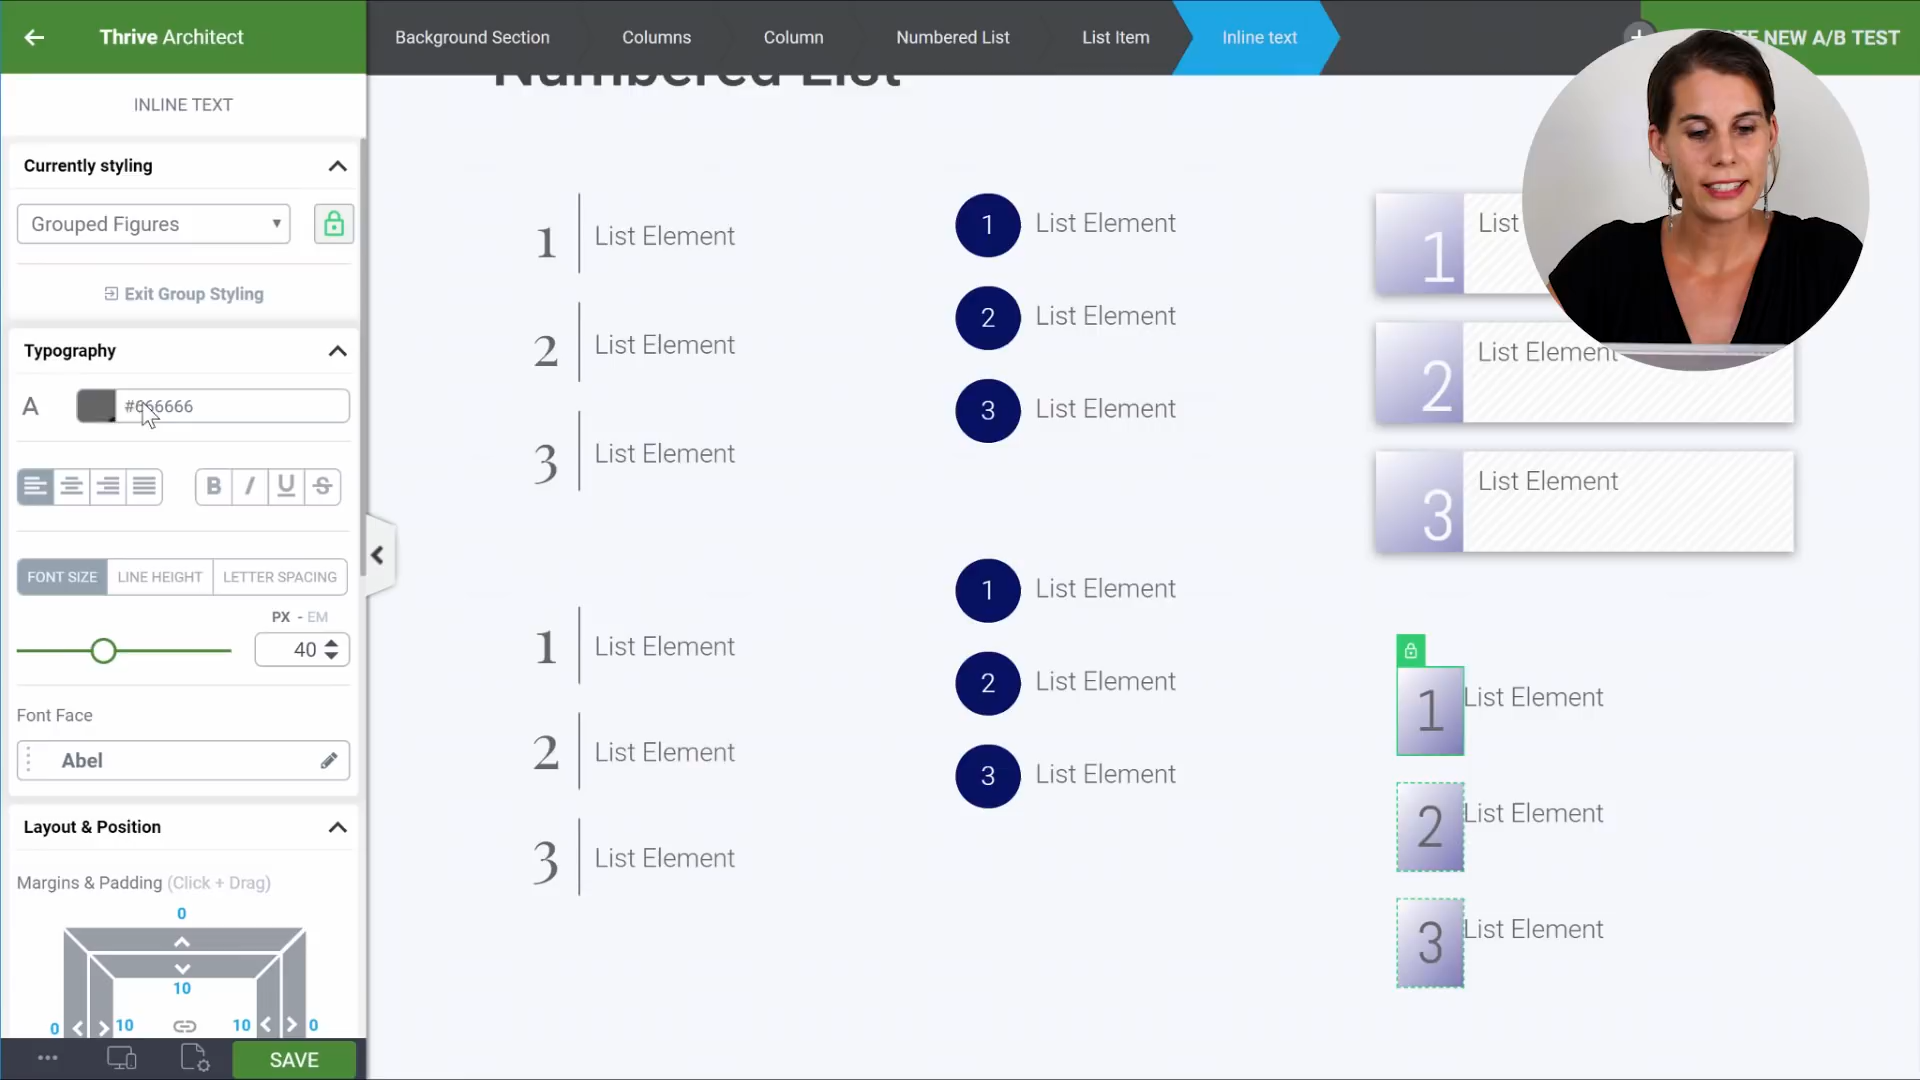 Thrive Architect
Background Section
Columns
Column
Numbered List
List Item
Inline text
NEW A/B TEST
INLINE TEXT
Currently styling
Grouped Figures
Exit Group Styling
Typography
A
#666666
B I U S
FONT SIZE
LINE HEIGHT
LETTER SPACING
PX - EM
40
Font Face
Abel
Layout & Position
Margins & Padding (Click + Drag)
0
10
0
10
10
0
SAVE
Numbered List
1 List Element
2 List Element
3 List Element
1 List Element
2 List Element
3 List Element
1 List
2 List Element
3 List Element
1 List Element
2 List Element
3 List Element
1 List Element
2 List Element
3 List Element
1 List Element
2 List Element
3 List Element